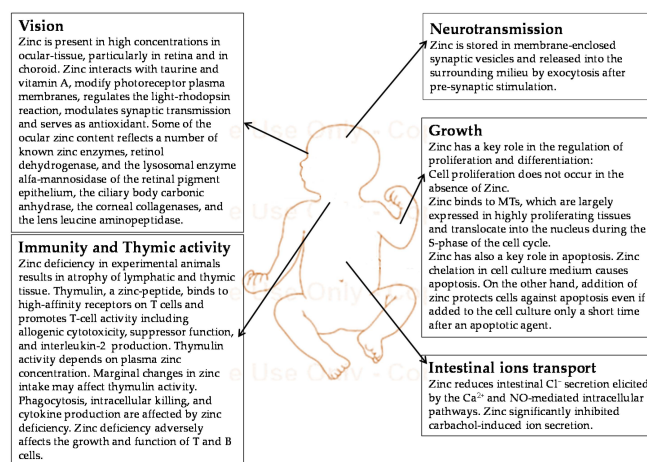 Vision
Zinc is present in high concentrations in
ocular-tissue, particularly in retina and in
choroid. Zinc interacts with taurine and
vitamin A, modify photoreceptor plasma
membranes, regulates the light-rhodopsin
reaction, modulates synaptic transmission
and serves as antioxidant. Some of the
ocular zinc content reflects a number of
known zinc enzymes, retinol
dehydrogenase, and the lysosomal enzyme
alfa-mannosidase of the retinal pigment
epithelium, the ciliary body carbonic
anhydrase, the corneal collagenases, and
the lens leucine aminopeptidase.
Immunity and Thymic activity
Zinc deficiency in experimental animals
results in atrophy of lymphatic and thymic
tissue. Thymulin, a zinc-peptide, binds to
high-affinity receptors on T cells and
promotes T-cell activity including
allogenic cytotoxicity, suppressor function,
and interleukin-2 production. Thymulin
activity depends on plasma zinc
concentration. Marginal changes in zinc
intake may affect thymulin activity.
Phagocytosis, intracellular killing, and
cytokine production are affected by zinc
deficiency. Zinc deficiency adversely
affects the growth and function of T and B
cells.
Neurotransmission
Zinc is stored in membrane-enclosed
synaptic vesicles and released into the
surrounding milieu by exocytosis after
pre-synaptic stimulation.
Growth
Zinc has a key role in the regulation of
proliferation and differentiation:
Cell proliferation does not occur in the
absence of Zinc.
Zinc binds to MTs, which are largely
expressed in highly proliferating tissues
and translocate into the nucleus during the
S-phase of the cell cycle.
Zinc has also a key role in apoptosis. Zinc
chelation in cell culture medium causes
apoptosis. On the other hand, addition of
zinc protects cells against apoptosis even if
added to the cell culture only a short time
after an apoptotic agent.
Intestinal ions transport
Zinc reduces intestinal Cl⁻ secretion elicited
by the Ca²⁺ and NO-mediated intracellular
pathways. Zinc significantly inhibited
carbachol-induced ion secretion.
e Use Only - Co
e Use
Only
e Use Only - Co